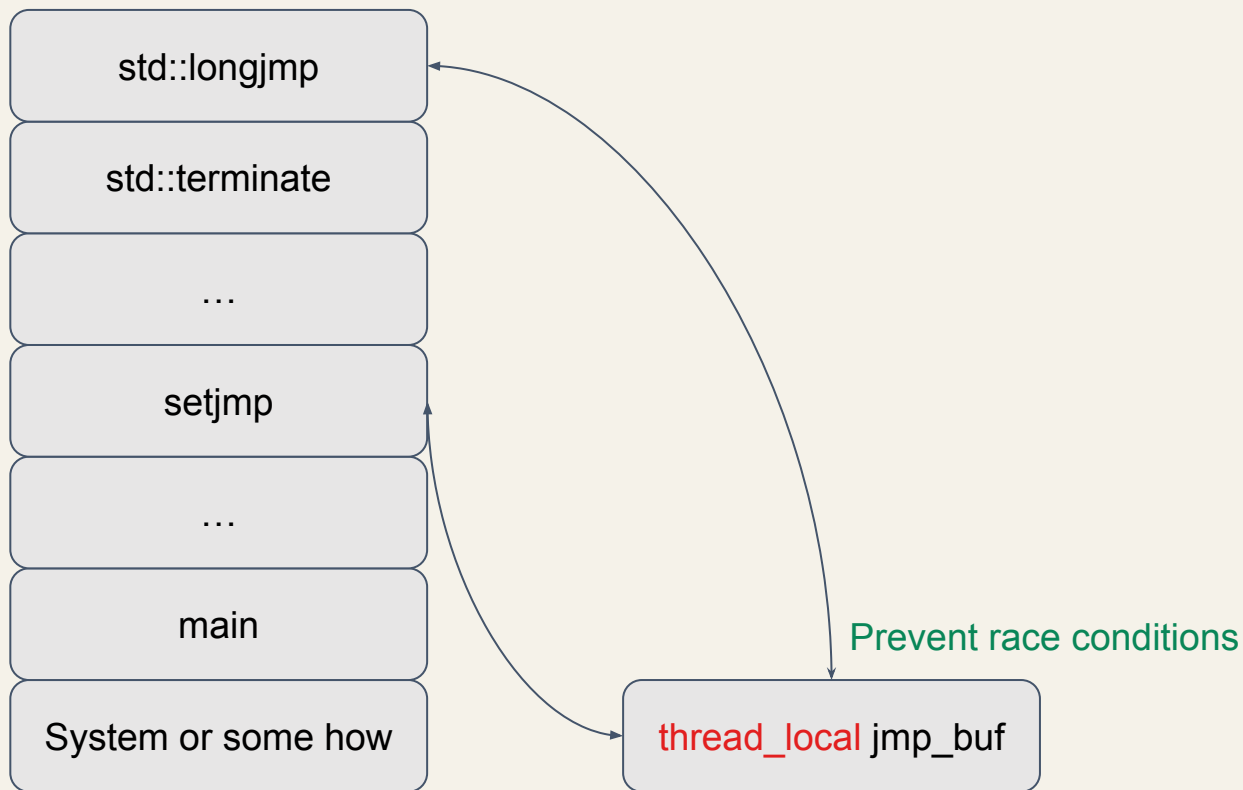 std::longjmp
std::terminate
…
setjmp
…
main
System or some how
Prevent race conditions
thread_local jmp_buf